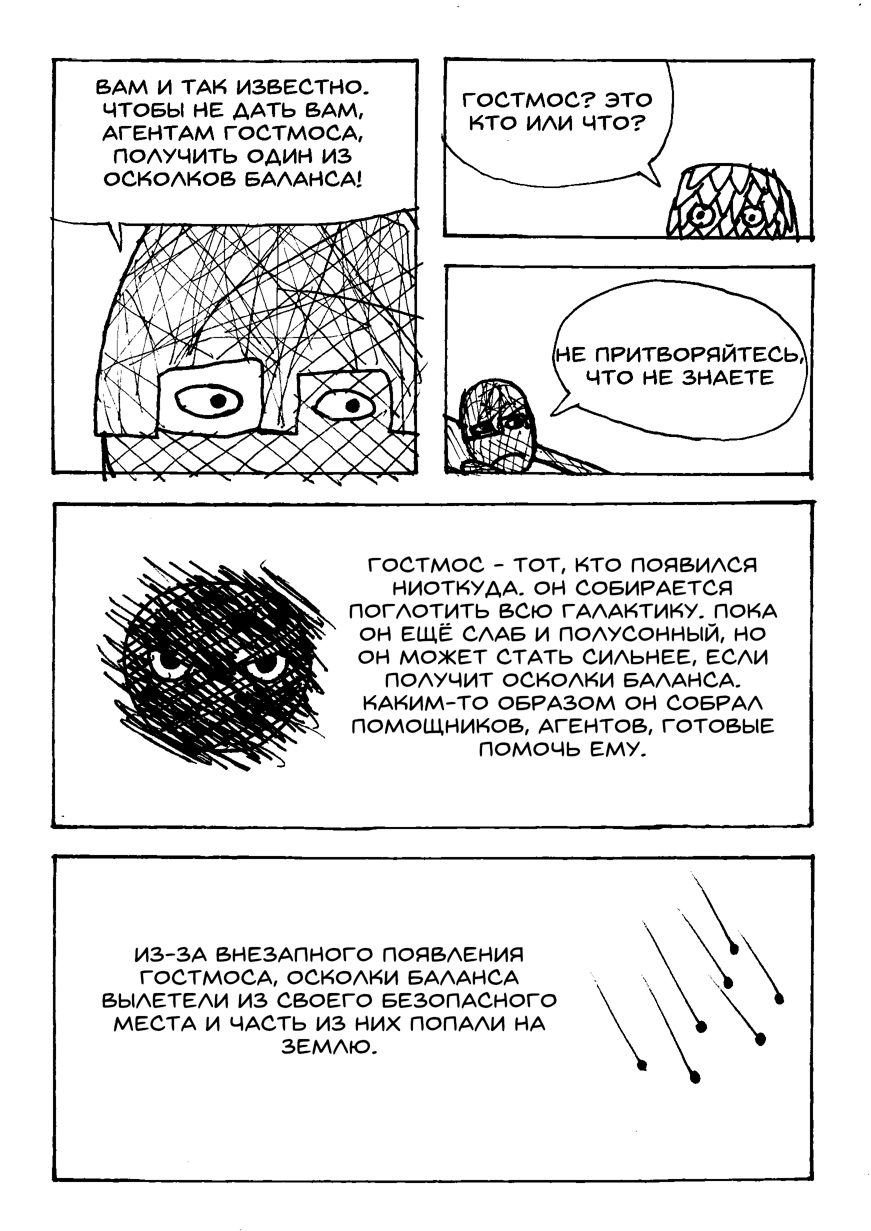 ВАМ И ТАК ИЗВЕСТНО.
ЧТОБЫ НЕ ДАТЬ ВАМ,
АГЕНТАМ ГОСТМОСА,
ПОЛУЧИТЬ ОДИН ИЗ
ОСКОЛКОВ БАЛАНСА!
ГОСТМОС? ЭТО
КТО ИЛИ ЧТО?
НЕ ПРИТВОРЯЙТЕСЬ,
ЧТО НЕ ЗНАЕТЕ
ГОСТМОС - ТОТ, КТО ПОЯВИЛСЯ
НИОТКУДА. ОН СОБИРАЕТСЯ
ПОГЛОТИТЬ ВСЮ ГАЛАКТИКУ. ПОКА
ОН ЕЩЁ СЛАБ И ПОЛУСОННЫЙ, НО
ОН МОЖЕТ СТАТЬ СИЛЬНЕЕ, ЕСЛИ
ПОЛУЧИТ ОСКОЛКИ БАЛАНСА.
КАКИМ-ТО ОБРАЗОМ ОН СОБРАЛ
ПОМОЩНИКОВ, АГЕНТОВ, ГОТОВЫЕ
ПОМОЧЬ ЕМУ.
ИЗ-ЗА ВНЕЗАПНОГО ПОЯВЛЕНИЯ
ГОСТМОСА, ОСКОЛКИ БАЛАНСА
ВЫЛЕТЕЛИ ИЗ СВОЕГО БЕЗОПАСНОГО
МЕСТА И ЧАСТЬ ИЗ НИХ ПОПАЛИ НА
ЗЕМЛЮ.